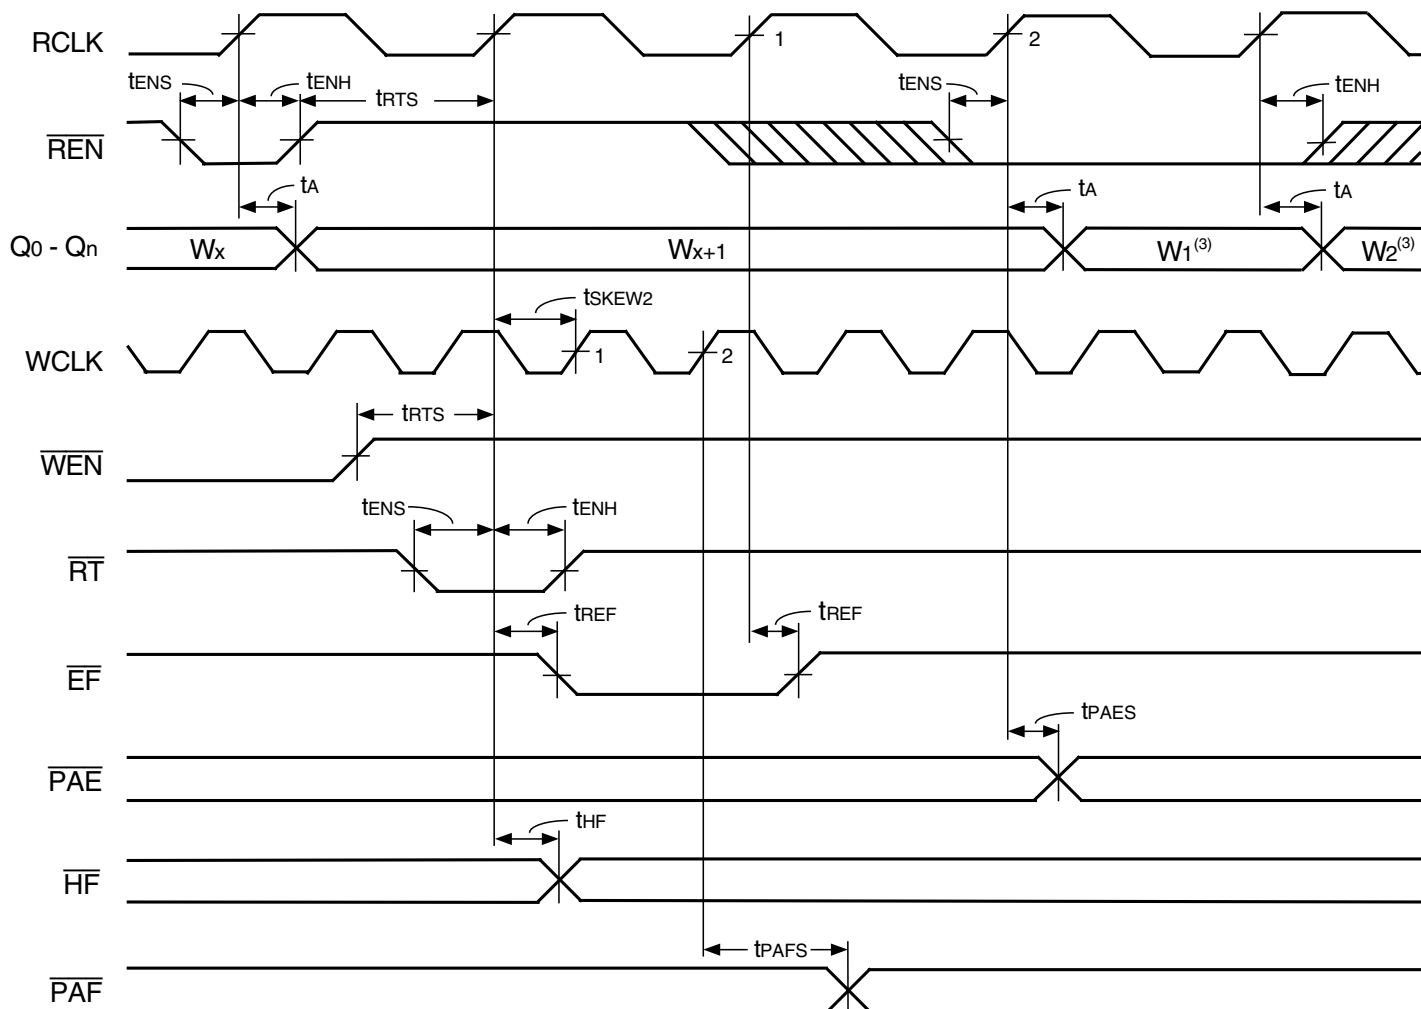 RCLK
1
2
tENS
tENH
tRTS
tENS
tENH
REN
tA
tA
tA
Q0 - Qn
Wx
Wx+1
W1(3)
W2(3)
tSKEW2
WCLK
1
2
tRTS
WEN
tENS
tENH
RT
tREF
tREF
EF
tPAES
PAE
tHF
HF
tPAFS
PAF